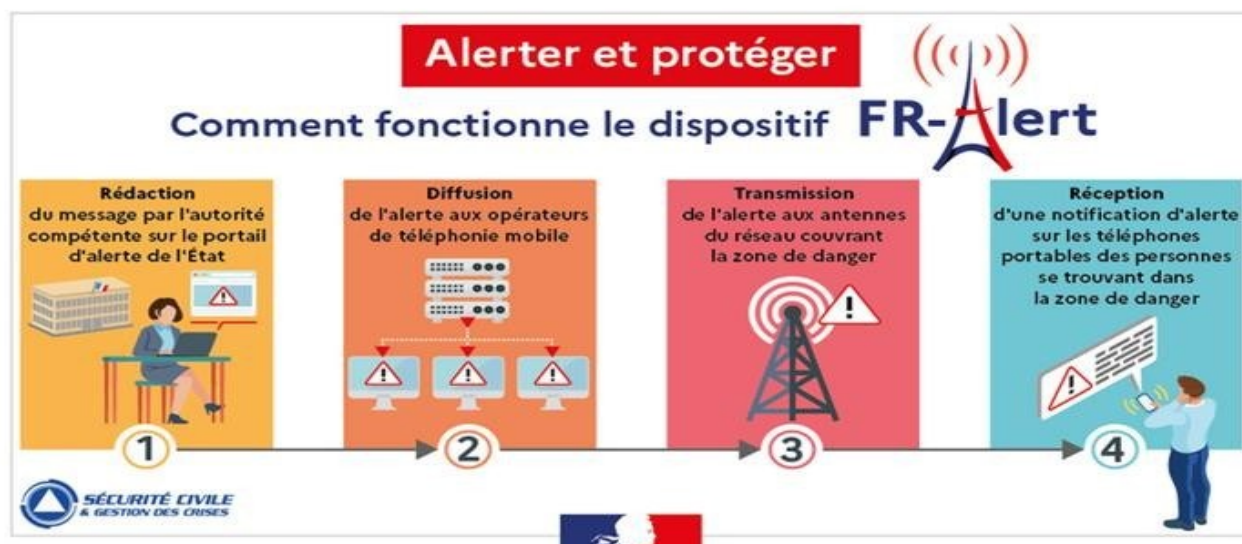 Alerter et protéger
Comment fonctionne le dispositif FR-Alert
Rédaction
du message par l'autorité
compétente sur le portail
d'alerte de l'État
Diffusion
de l'alerte aux opérateurs
de téléphonie mobile
Transmission
de l'alerte aux antennes
du réseau couvrant
la zone de danger
Réception
d'une notification d'alerte
sur les téléphones
portables des personnes
se trouvant dans
la zone de danger
1
2
3
4
SÉCURITÉ CIVILE
& GESTION DES CRISES